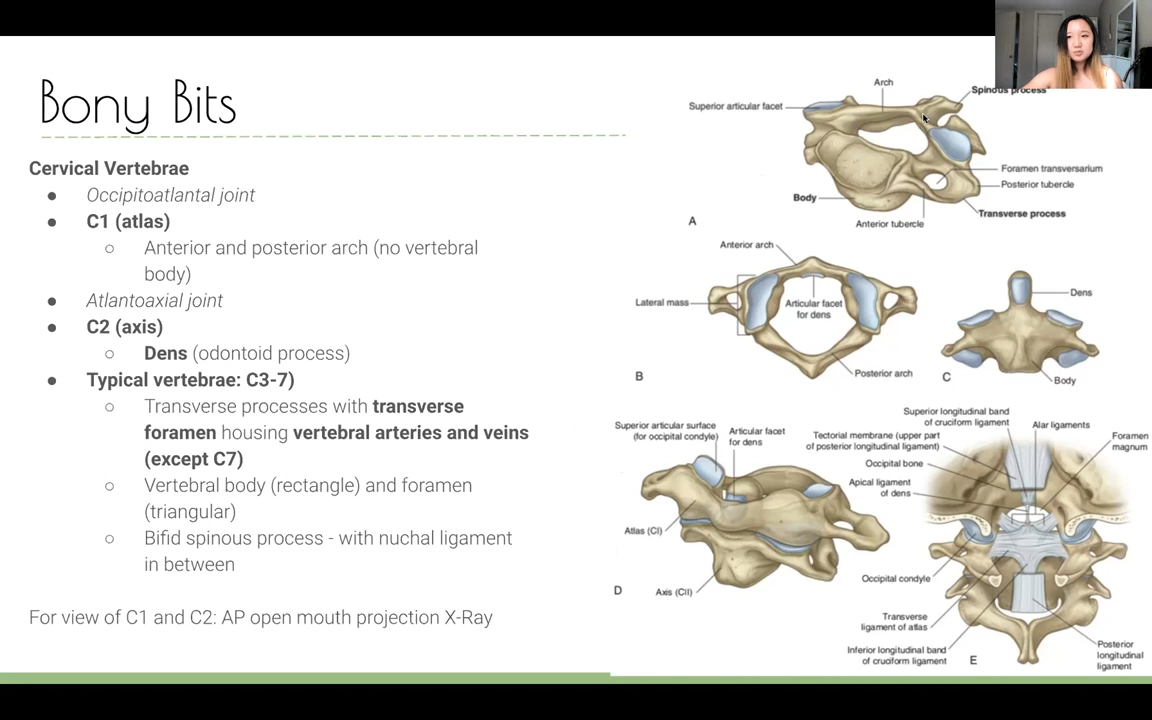 Bony Bits
Cervical Vertebrae
● Occipitoatlantal joint
● C1 (atlas)
○ Anterior and posterior arch (no vertebral
body)
● Atlantoaxial joint
● C2 (axis)
○ Dens (odontoid process)
● Typical vertebrae: C3-7)
○ Transverse processes with transverse
foramen housing vertebral arteries and veins
(except C7)
○ Vertebral body (rectangle) and foramen
(triangular)
○ Bifid spinous process - with nuchal ligament
in between
For view of C1 and C2: AP open mouth projection X-Ray
Arch
Spinous process
Superior articular facet
Foramen transversarium
Posterior tubercle
Body
Transverse process
Anterior tubercle
A
Anterior arch
Lateral mass
Articular facet
for dens
Posterior arch
B
Dens
Body
C
Superior articular surface
(for occipital condyle)
Articular facet
for dens
Atlas (CI)
Axis (CII)
D
Superior longitudinal band
of cruciform ligament
Alar ligaments
Tectorial membrane (upper part
of posterior longitudinal ligament)
Foramen
magnum
Occipital bone
Apical ligament
of dens
Occipital condyle
Transverse
ligament of atlas
Inferior longitudinal band
of cruciform ligament
Posterior
longitudinal
ligament
E